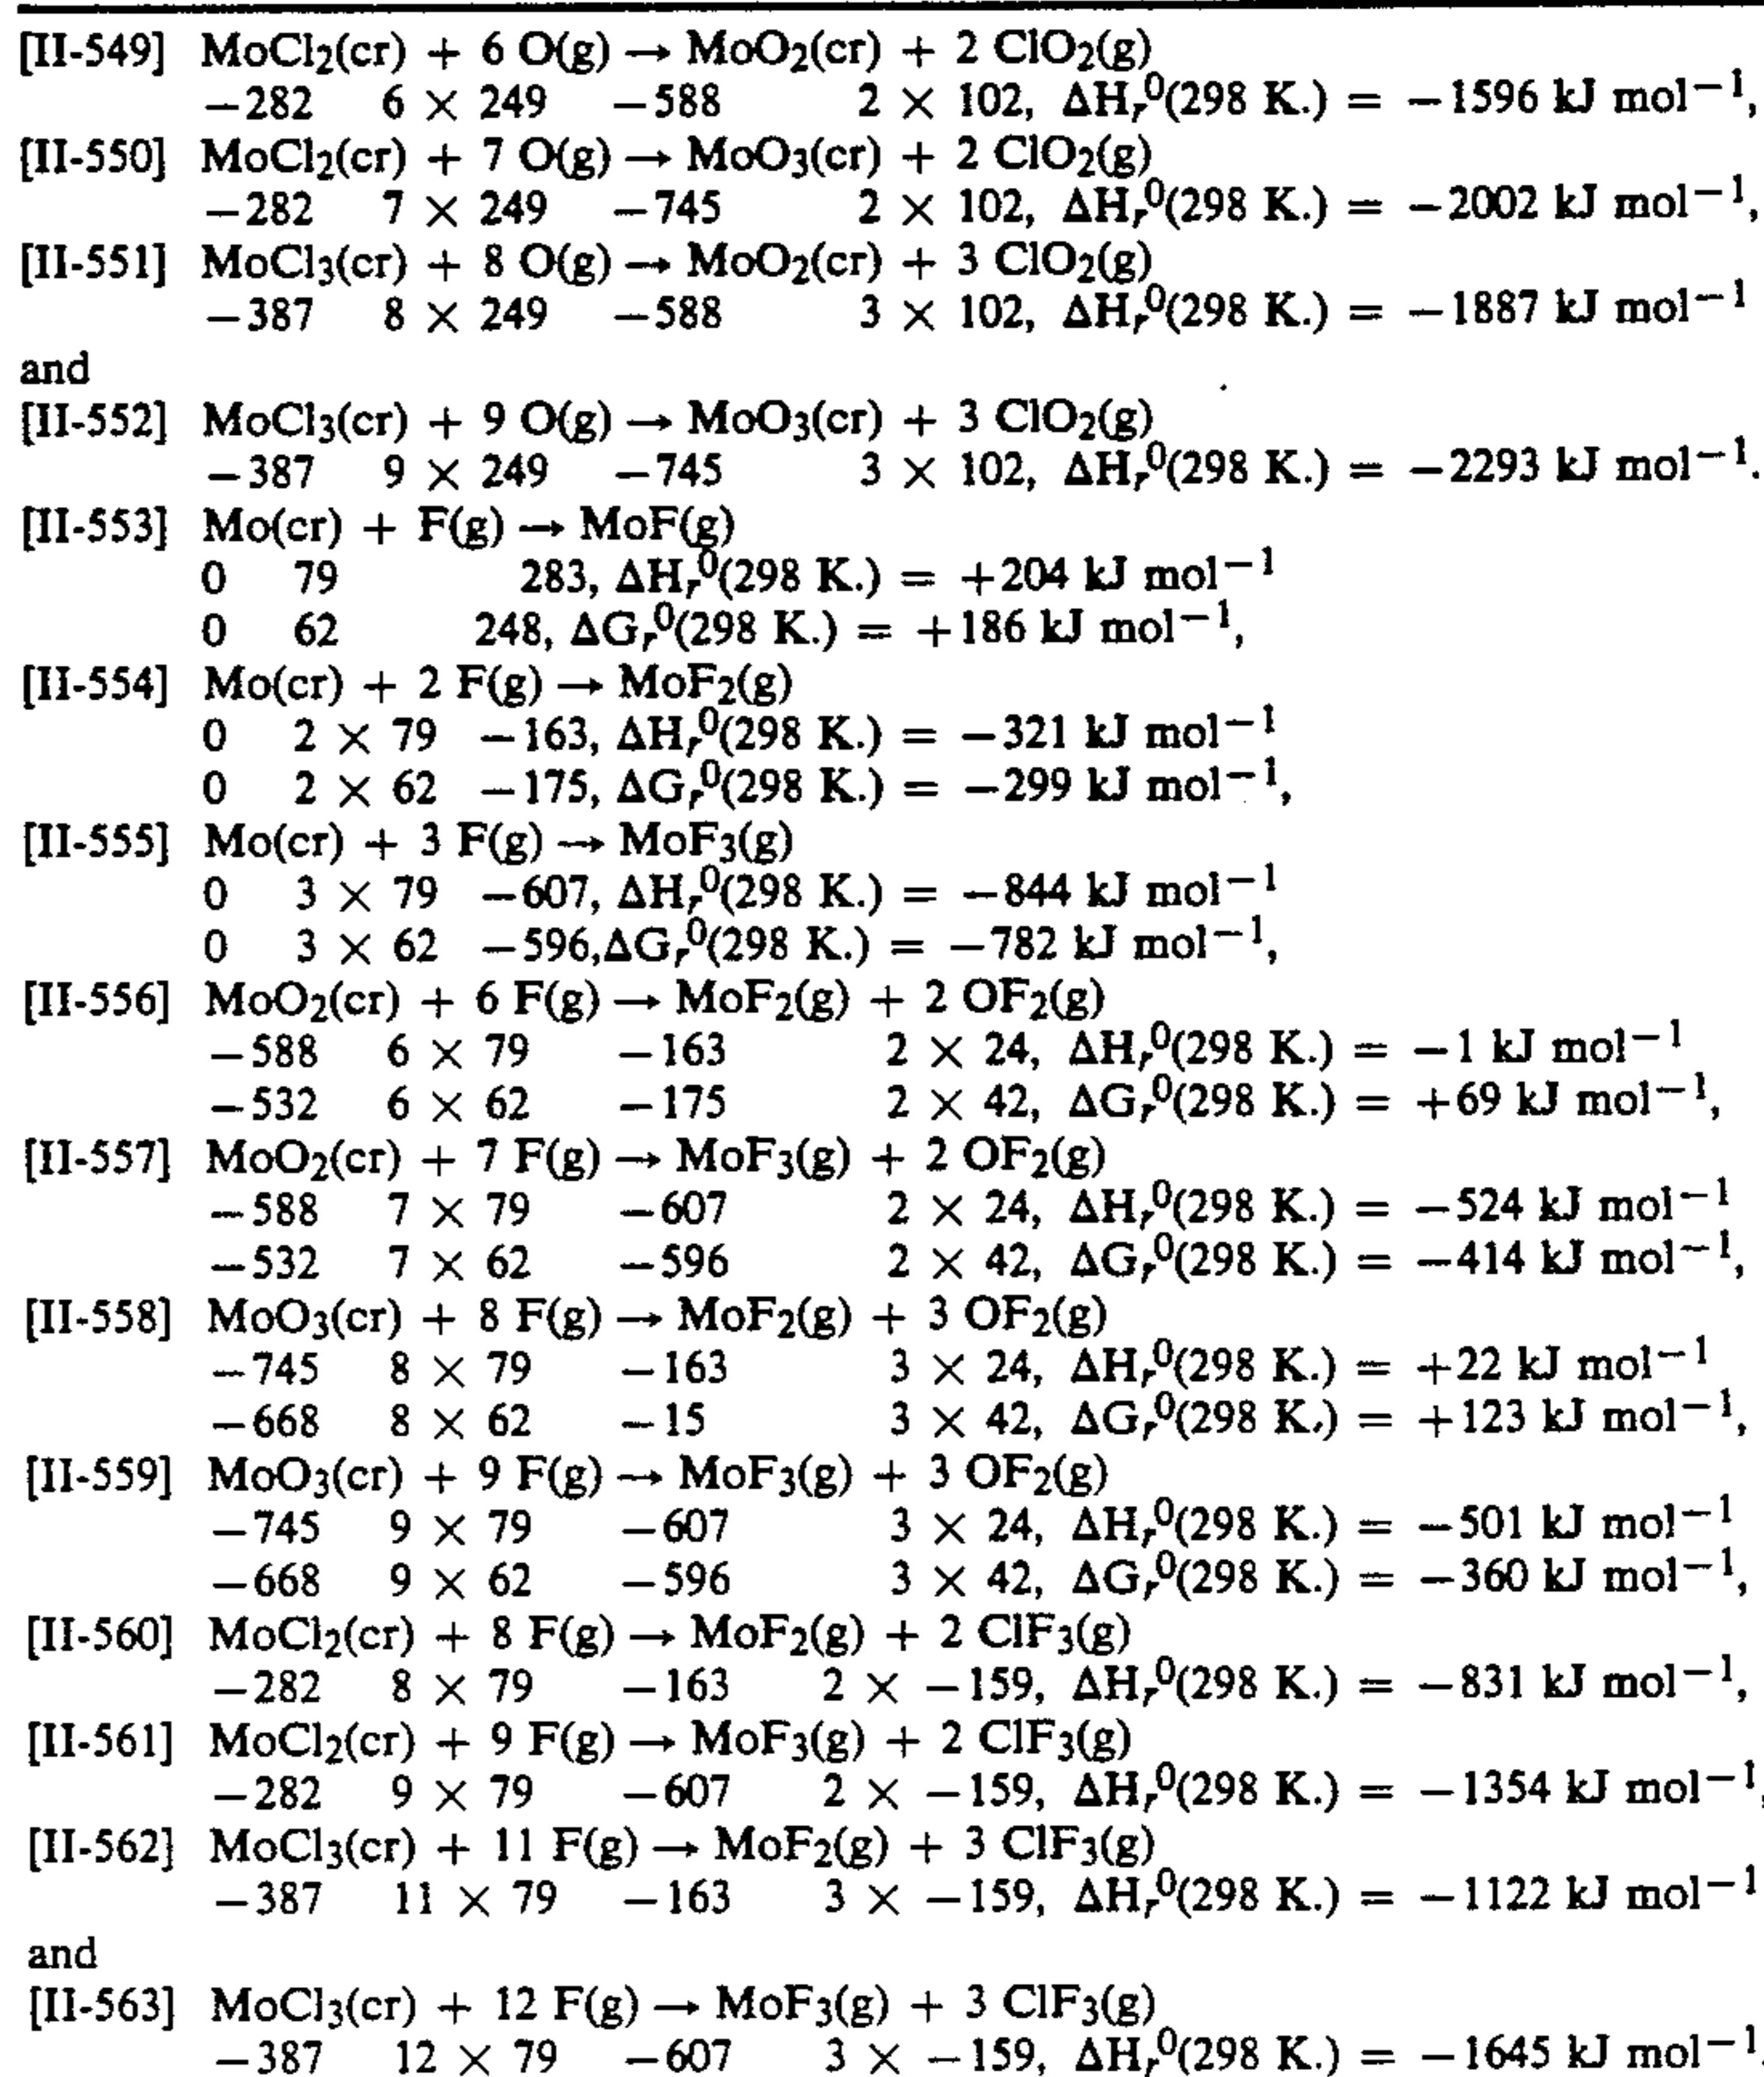 [II-549] MoCl₂(cr) + 6 O(g) → MoO₂(cr) + 2 ClO₂(g)
−282 6 × 249 −588 2 × 102, ΔHᵣ⁰(298 K.) = −1596 kJ mol⁻¹,
[II-550] MoCl₂(cr) + 7 O(g) → MoO₃(cr) + 2 ClO₂(g)
−282 7 × 249 −745 2 × 102, ΔHᵣ⁰(298 K.) = −2002 kJ mol⁻¹,
[II-551] MoCl₃(cr) + 8 O(g) → MoO₂(cr) + 3 ClO₂(g)
−387 8 × 249 −588 3 × 102, ΔHᵣ⁰(298 K.) = −1887 kJ mol⁻¹
and
[II-552] MoCl₃(cr) + 9 O(g) → MoO₃(cr) + 3 ClO₂(g)
−387 9 × 249 −745 3 × 102, ΔHᵣ⁰(298 K.) = −2293 kJ mol⁻¹.
[II-553] Mo(cr) + F(g) → MoF(g)
0 79 283, ΔHᵣ⁰(298 K.) = +204 kJ mol⁻¹
0 62 248, ΔGᵣ⁰(298 K.) = +186 kJ mol⁻¹,
[II-554] Mo(cr) + 2 F(g) → MoF₂(g)
0 2 × 79 −163, ΔHᵣ⁰(298 K.) = −321 kJ mol⁻¹
0 2 × 62 −175, ΔGᵣ⁰(298 K.) = −299 kJ mol⁻¹,
[II-555] Mo(cr) + 3 F(g) → MoF₃(g)
0 3 × 79 −607, ΔHᵣ⁰(298 K.) = −844 kJ mol⁻¹
0 3 × 62 −596,ΔGᵣ⁰(298 K.) = −782 kJ mol⁻¹,
[II-556] MoO₂(cr) + 6 F(g) → MoF₂(g) + 2 OF₂(g)
−588 6 × 79 −163 2 × 24, ΔHᵣ⁰(298 K.) = −1 kJ mol⁻¹
−532 6 × 62 −175 2 × 42, ΔGᵣ⁰(298 K.) = +69 kJ mol⁻¹,
[II-557] MoO₂(cr) + 7 F(g) → MoF₃(g) + 2 OF₂(g)
−588 7 × 79 −607 2 × 24, ΔHᵣ⁰(298 K.) = −524 kJ mol⁻¹
−532 7 × 62 −596 2 × 42, ΔGᵣ⁰(298 K.) = −414 kJ mol⁻¹,
[II-558] MoO₃(cr) + 8 F(g) → MoF₂(g) + 3 OF₂(g)
−745 8 × 79 −163 3 × 24, ΔHᵣ⁰(298 K.) = +22 kJ mol⁻¹
−668 8 × 62 −15 3 × 42, ΔGᵣ⁰(298 K.) = +123 kJ mol⁻¹,
[II-559] MoO₃(cr) + 9 F(g) → MoF₃(g) + 3 OF₂(g)
−745 9 × 79 −607 3 × 24, ΔHᵣ⁰(298 K.) = −501 kJ mol⁻¹
−668 9 × 62 −596 3 × 42, ΔGᵣ⁰(298 K.) = −360 kJ mol⁻¹,
[II-560] MoCl₂(cr) + 8 F(g) → MoF₂(g) + 2 ClF₃(g)
−282 8 × 79 −163 2 × −159, ΔHᵣ⁰(298 K.) = −831 kJ mol⁻¹,
[II-561] MoCl₂(cr) + 9 F(g) → MoF₃(g) + 2 ClF₃(g)
−282 9 × 79 −607 2 × −159, ΔHᵣ⁰(298 K.) = −1354 kJ mol⁻¹,
[II-562] MoCl₃(cr) + 11 F(g) → MoF₂(g) + 3 ClF₃(g)
−387 11 × 79 −163 3 × −159, ΔHᵣ⁰(298 K.) = −1122 kJ mol⁻¹
and
[II-563] MoCl₃(cr) + 12 F(g) → MoF₃(g) + 3 ClF₃(g)
−387 12 × 79 −607 3 × −159, ΔHᵣ⁰(298 K.) = −1645 kJ mol⁻¹.